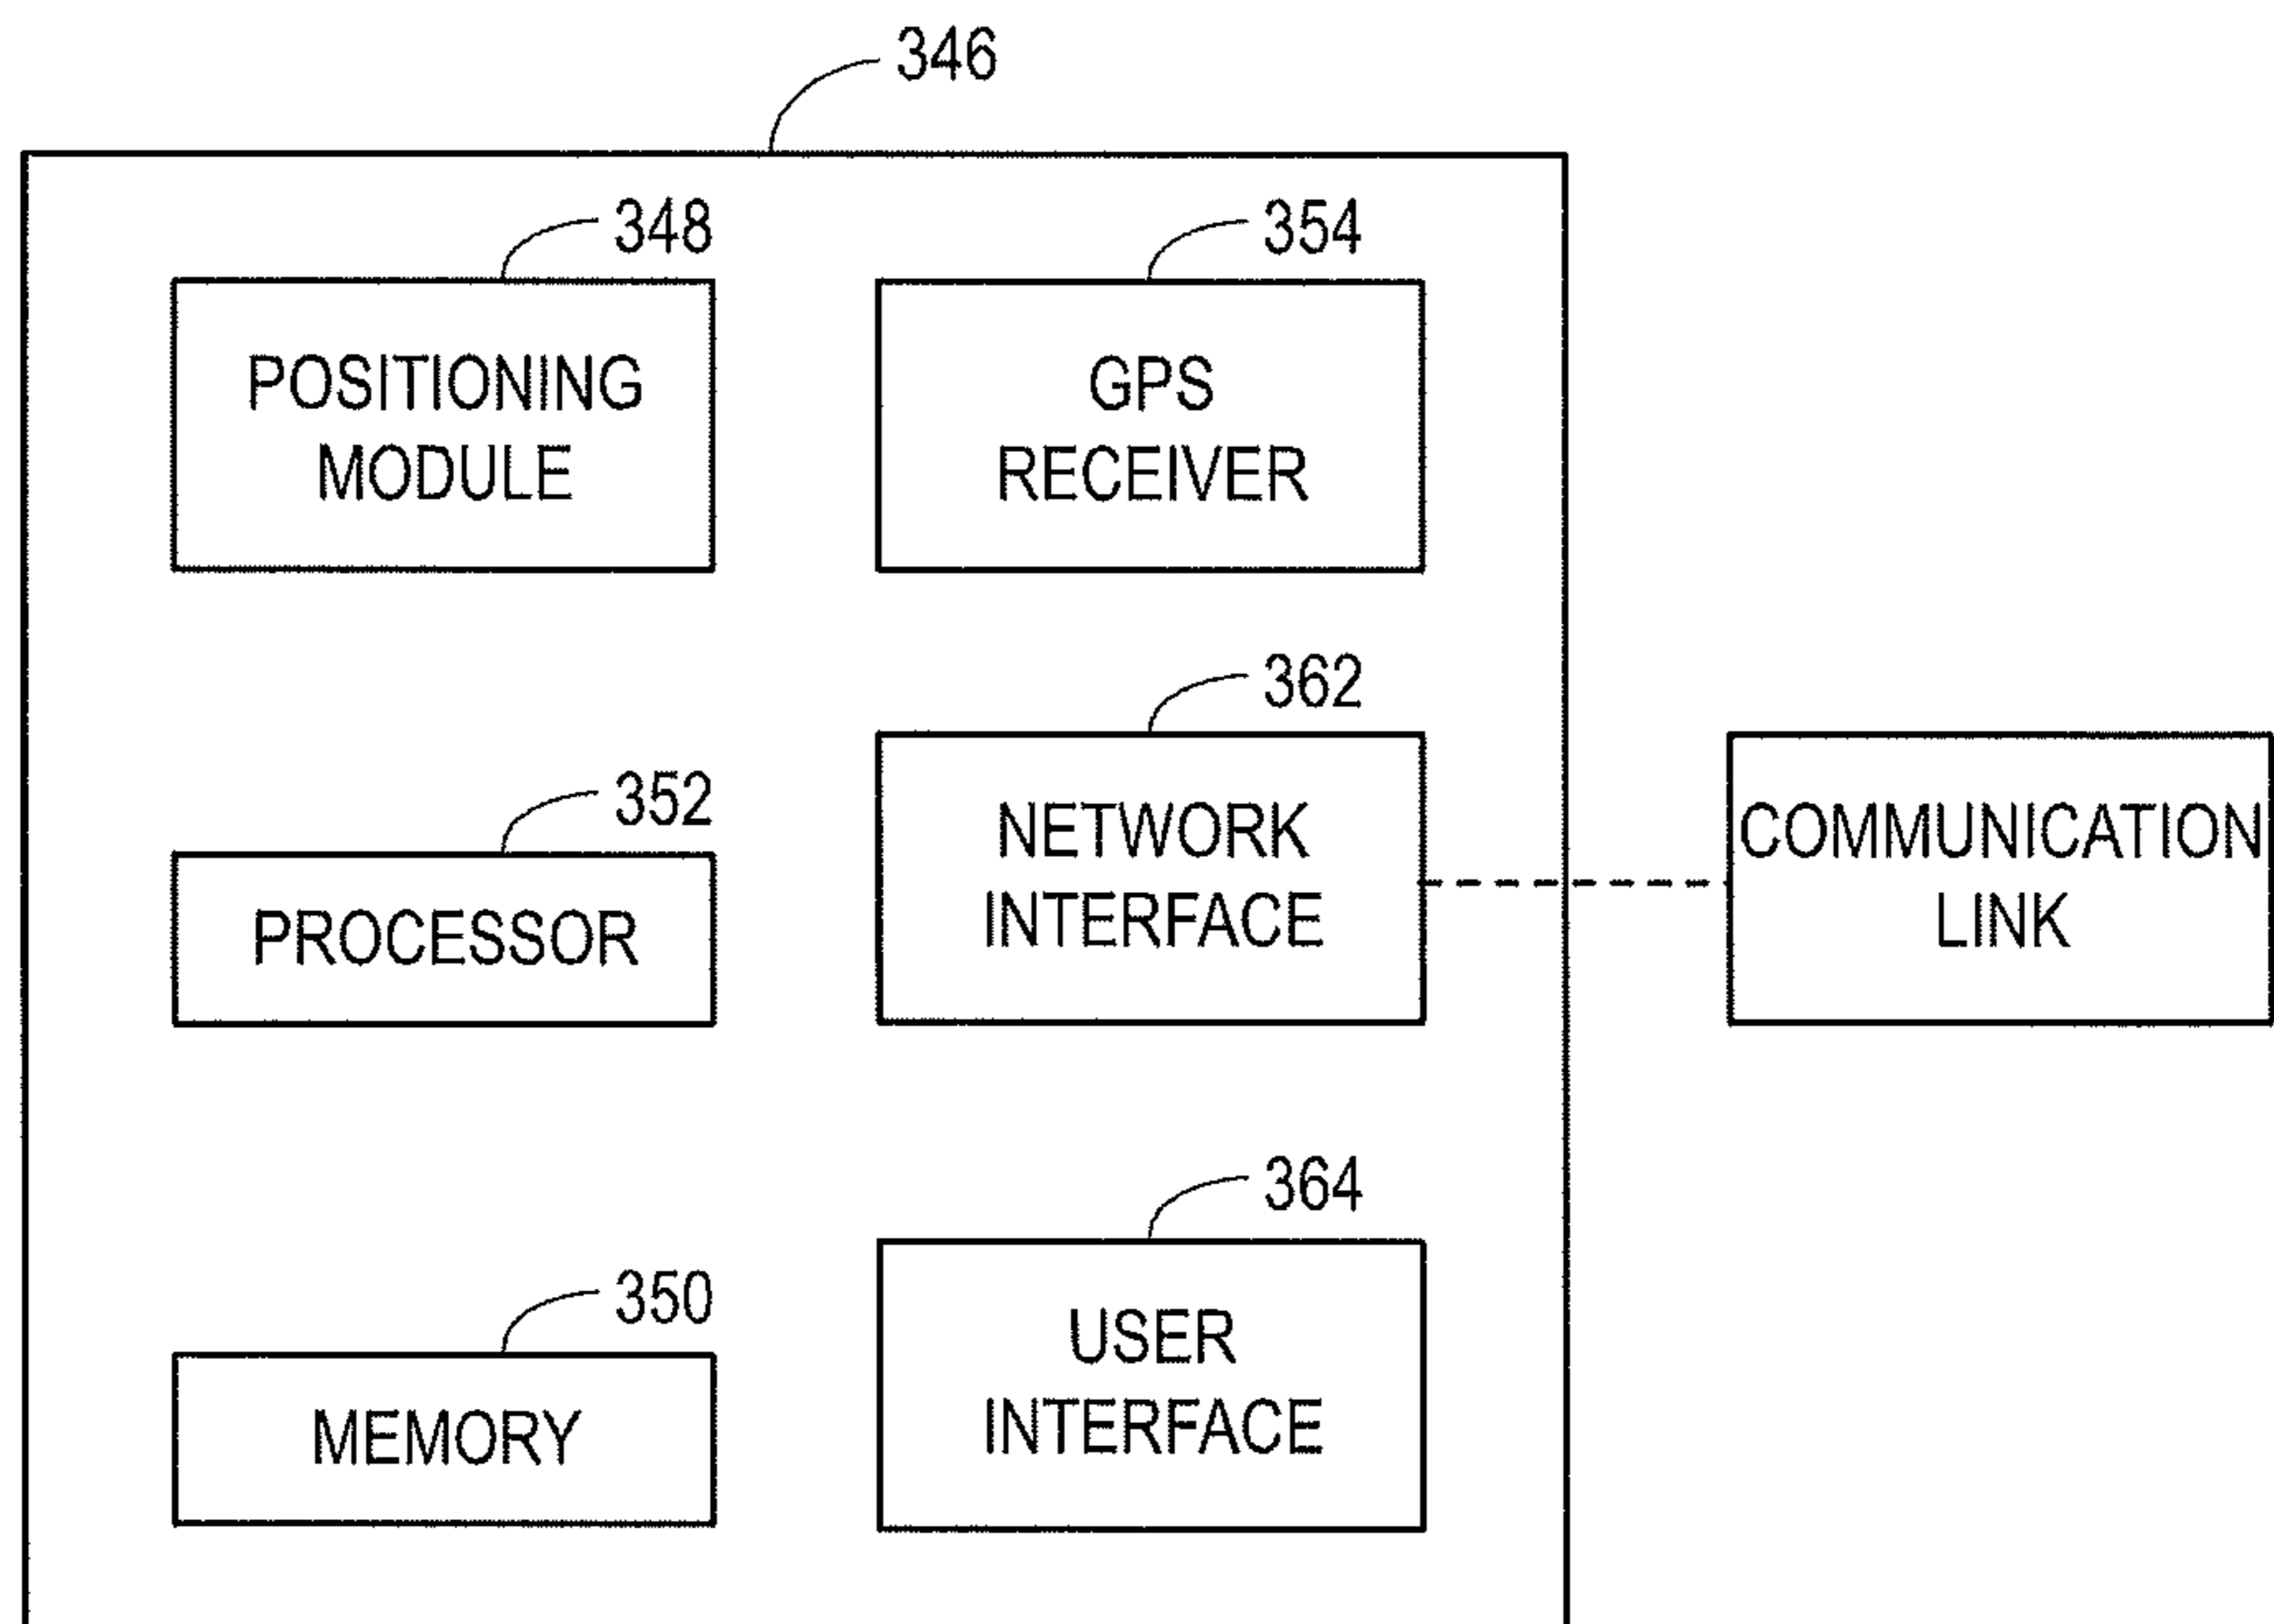 346
348
POSITIONING
MODULE
354
GPS
RECEIVER
352
PROCESSOR
362
NETWORK
INTERFACE
COMMUNICATION
LINK
350
MEMORY
364
USER
INTERFACE